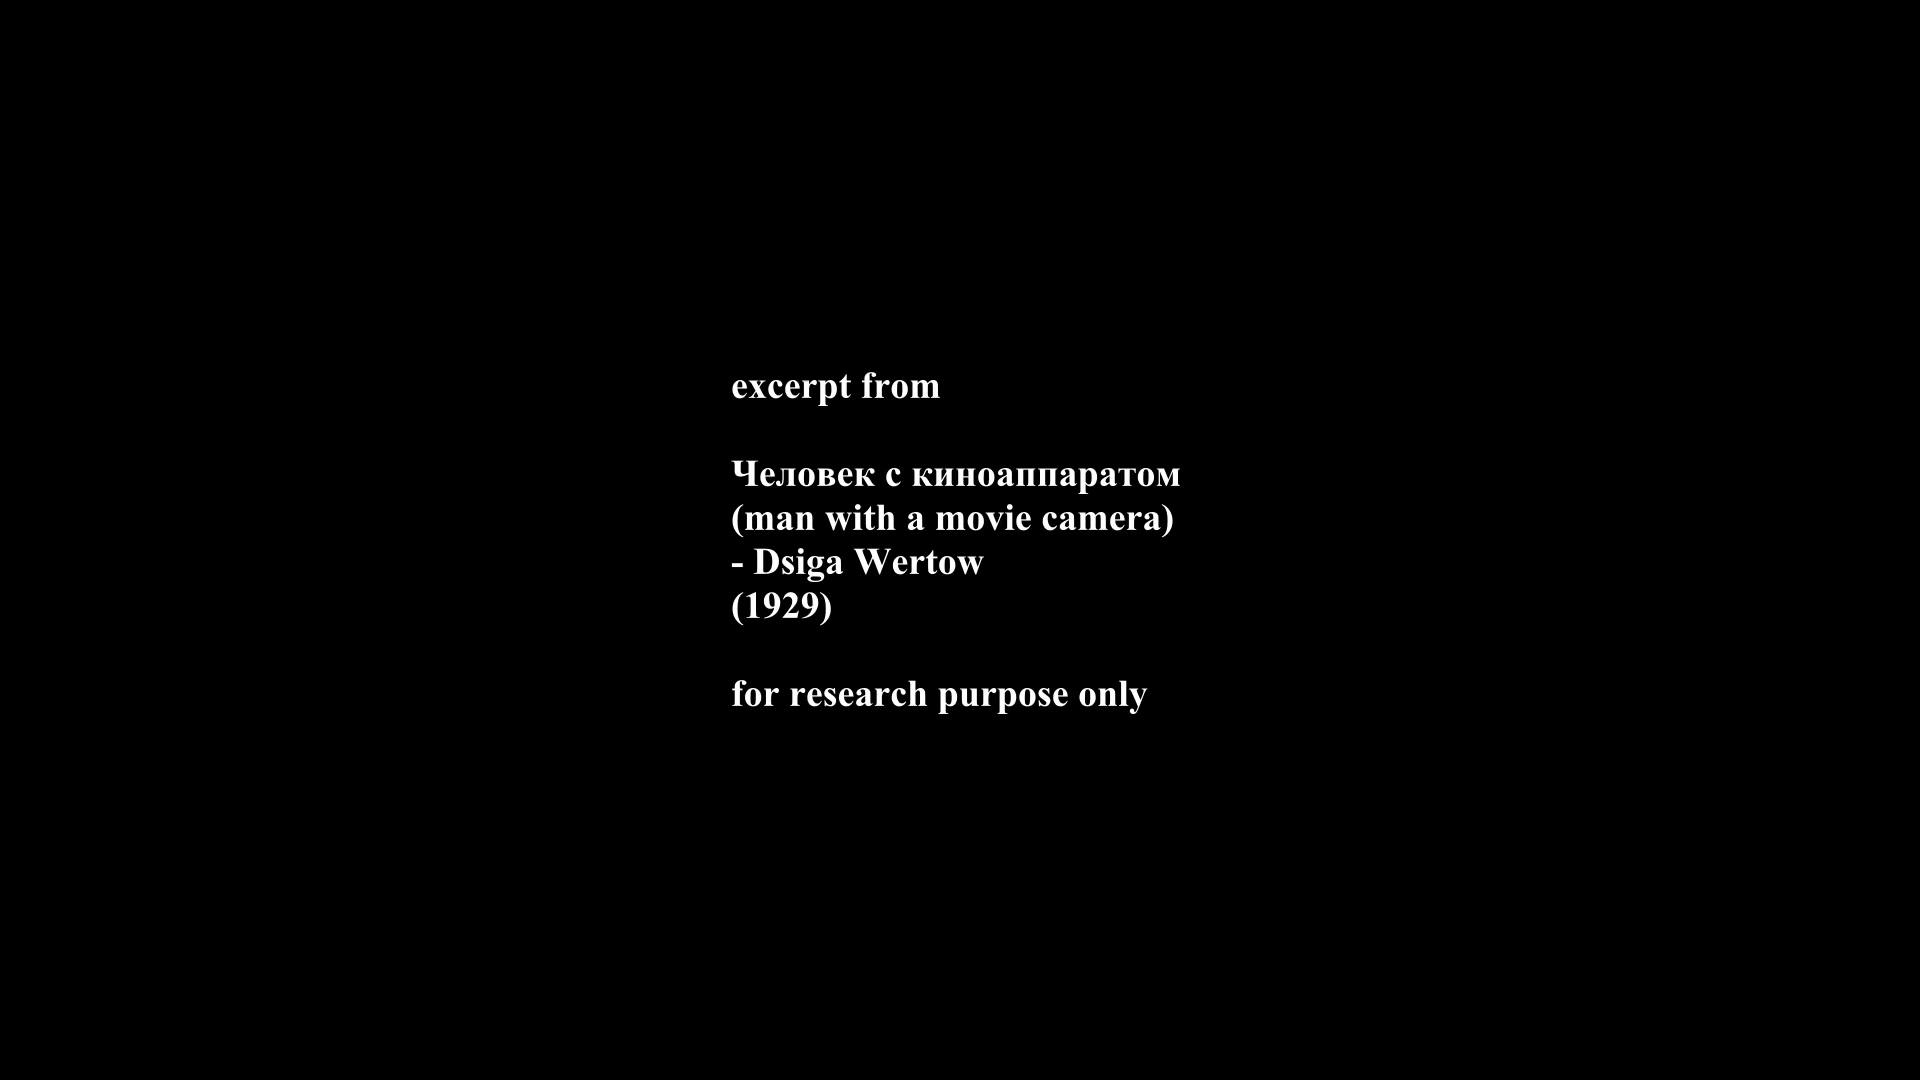 excerpt from
Человек с киноаппаратом
(man with a movie camera)
- Dsiga Wertow
(1929)
for research purpose only